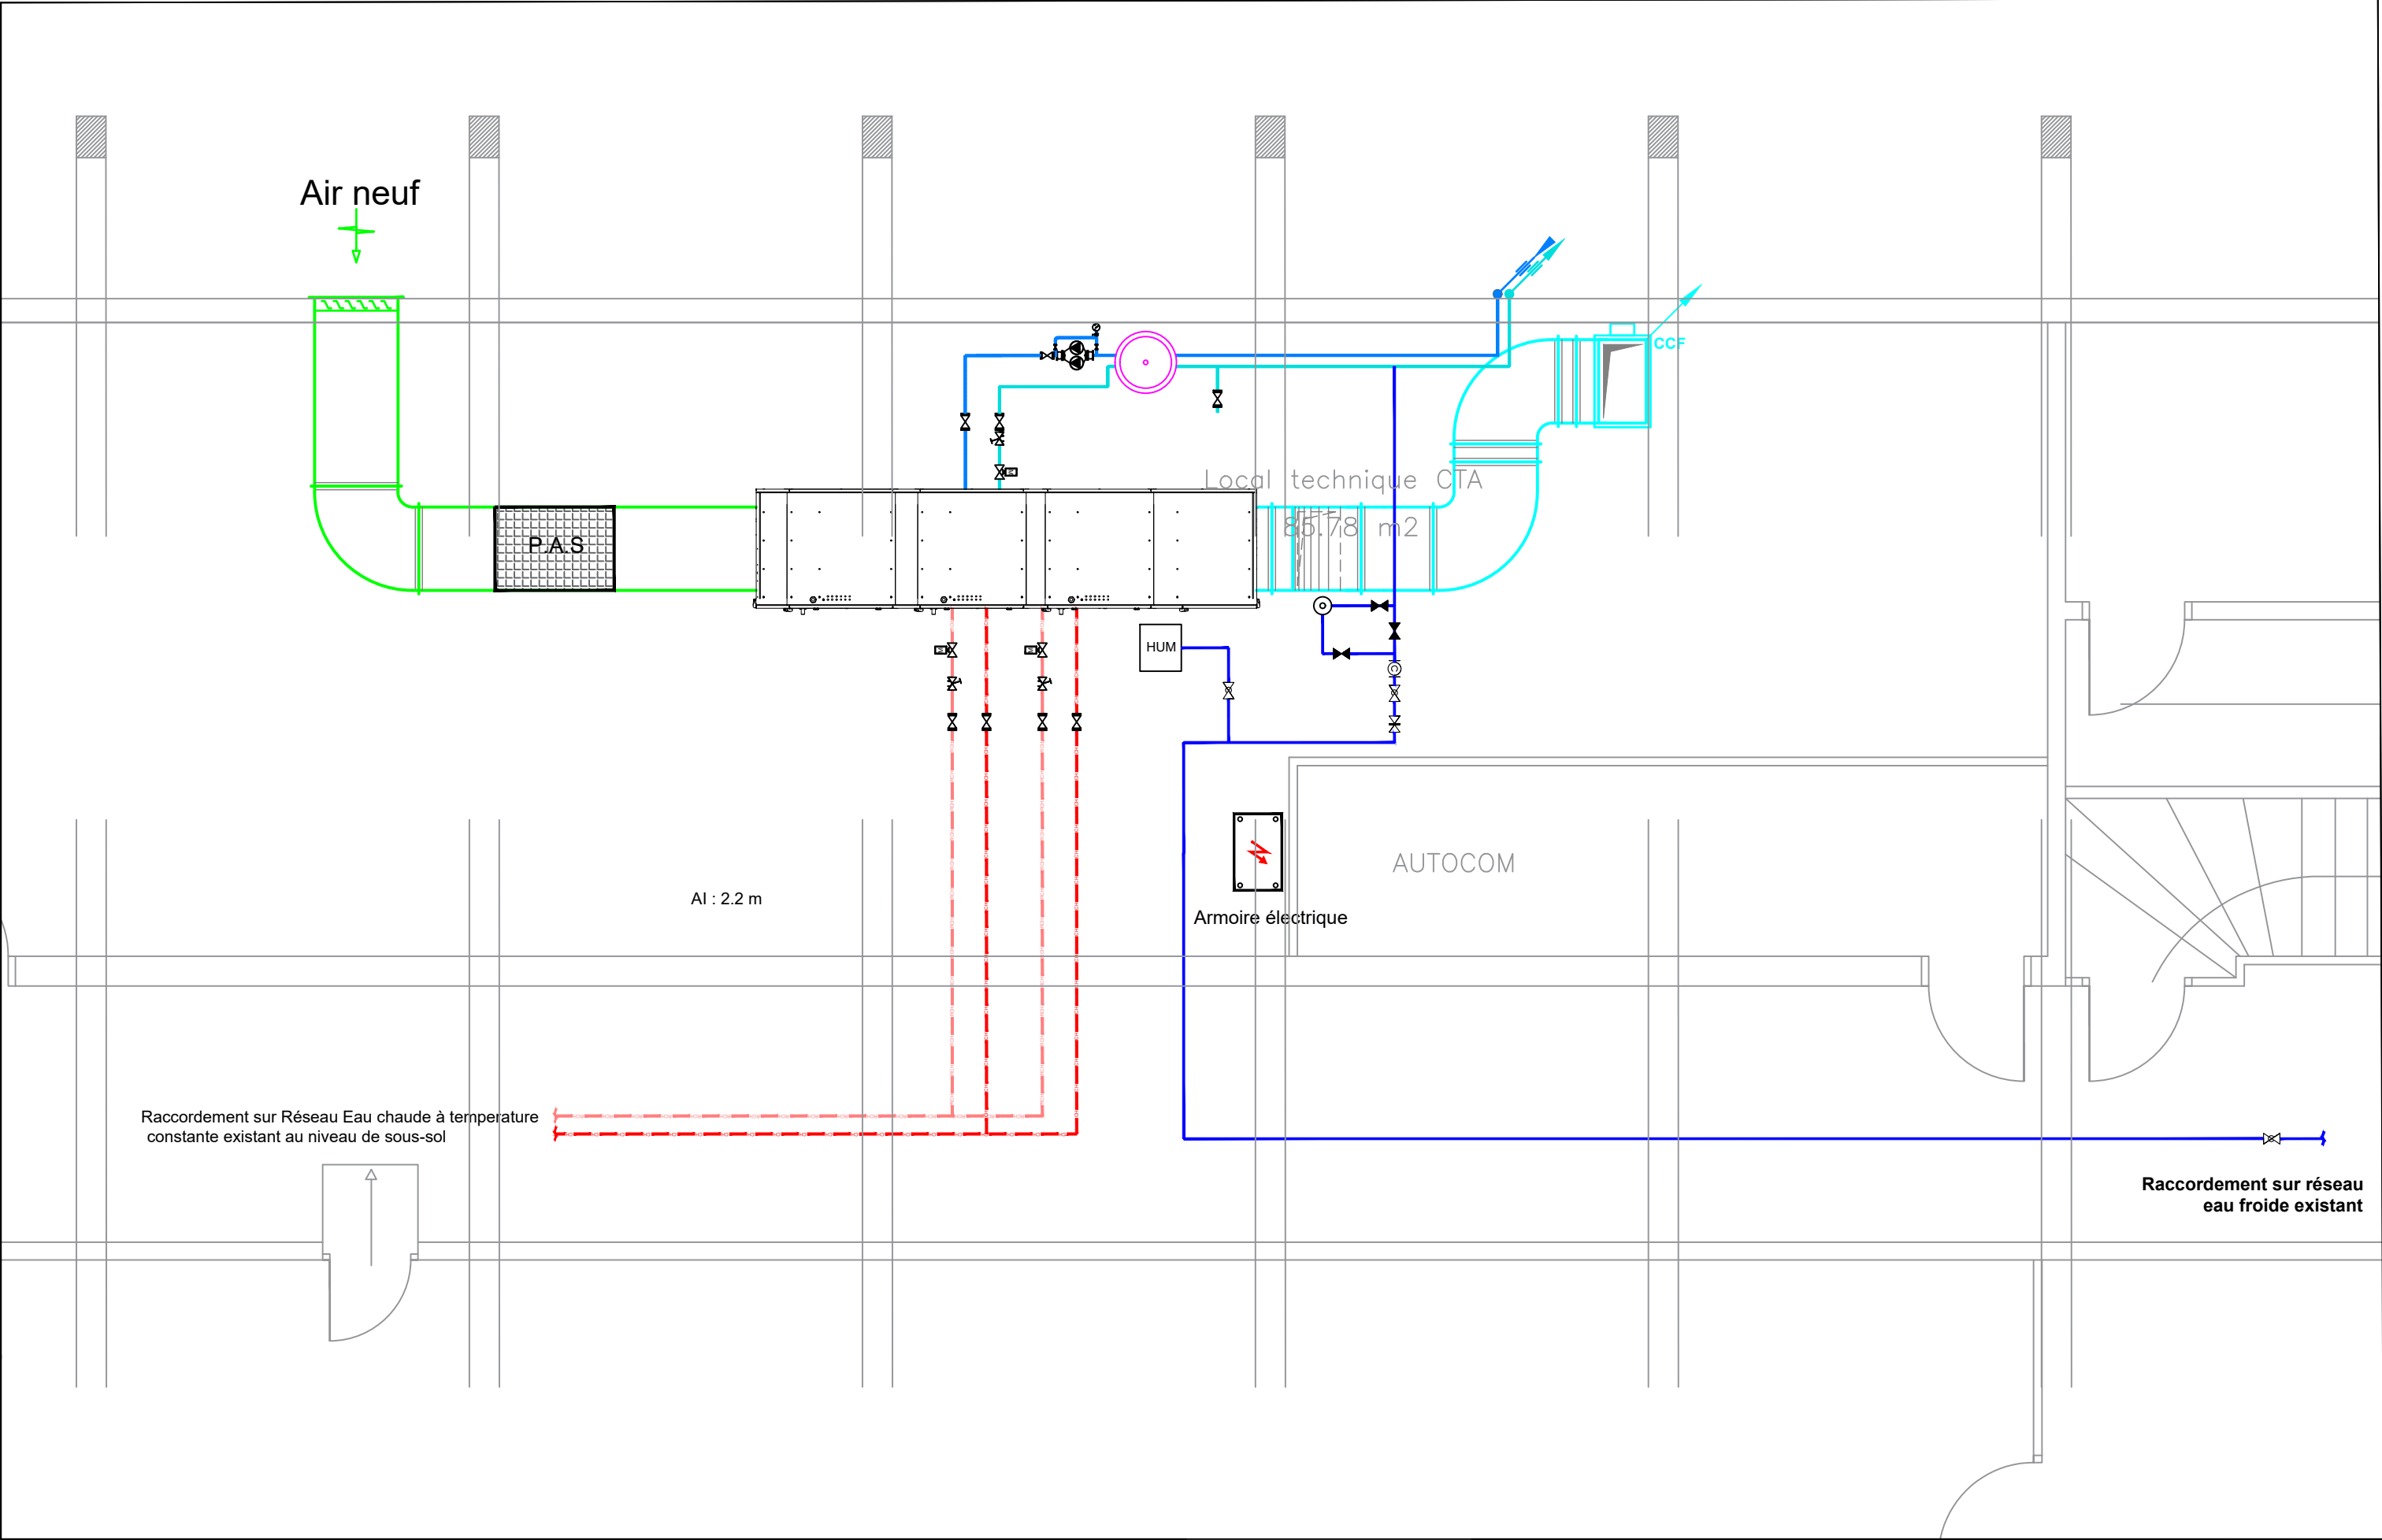 Air neuf
CCF
Local technique CTA
85.78 m2
P.A.S
HUM
AUTOCOM
AI : 2.2 m
Armoire électrique
Raccordement sur Réseau Eau chaude à temperature
constante existant au niveau de sous-sol
Raccordement sur réseau
eau froide existant